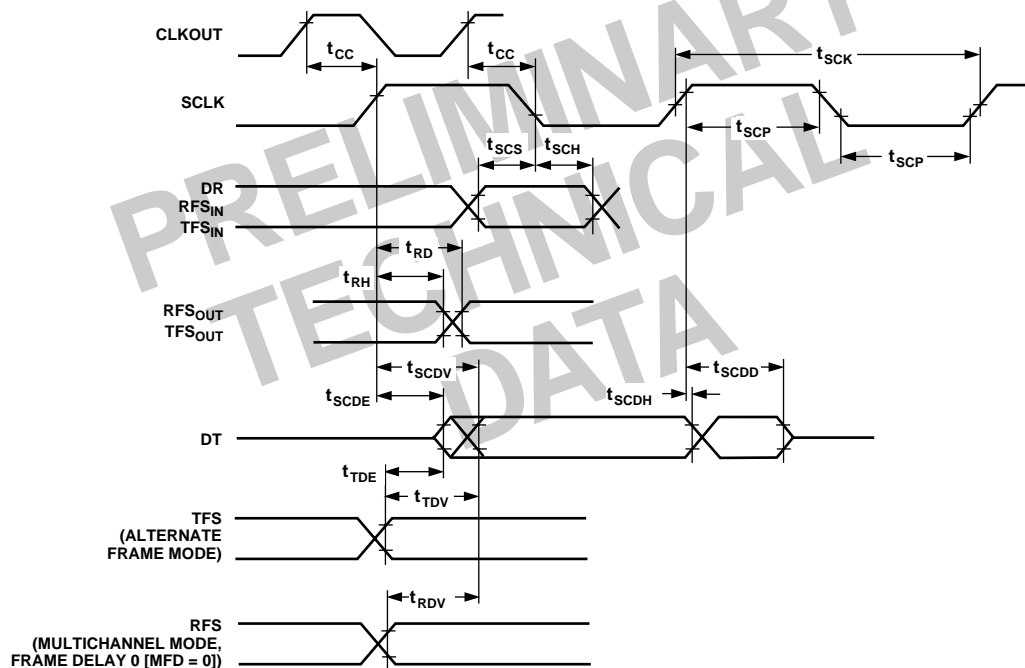 CLKOUT
tCC
tCC
tSCK
SCLK
tSCP
tSCP
tSCS
tSCH
DR
RFSIN
TFSIN
tRD
tRH
RFSOUT
TFSOUT
tSCDV
tSCDE
tSCDD
tSCDH
DT
tTDE
tTDV
TFS
(ALTERNATE
FRAME MODE)
tRDV
RFS
(MULTICHANNEL MODE,
FRAME DELAY 0 [MFD = 0])
PRELIMINARY
TECHNICAL
DATA